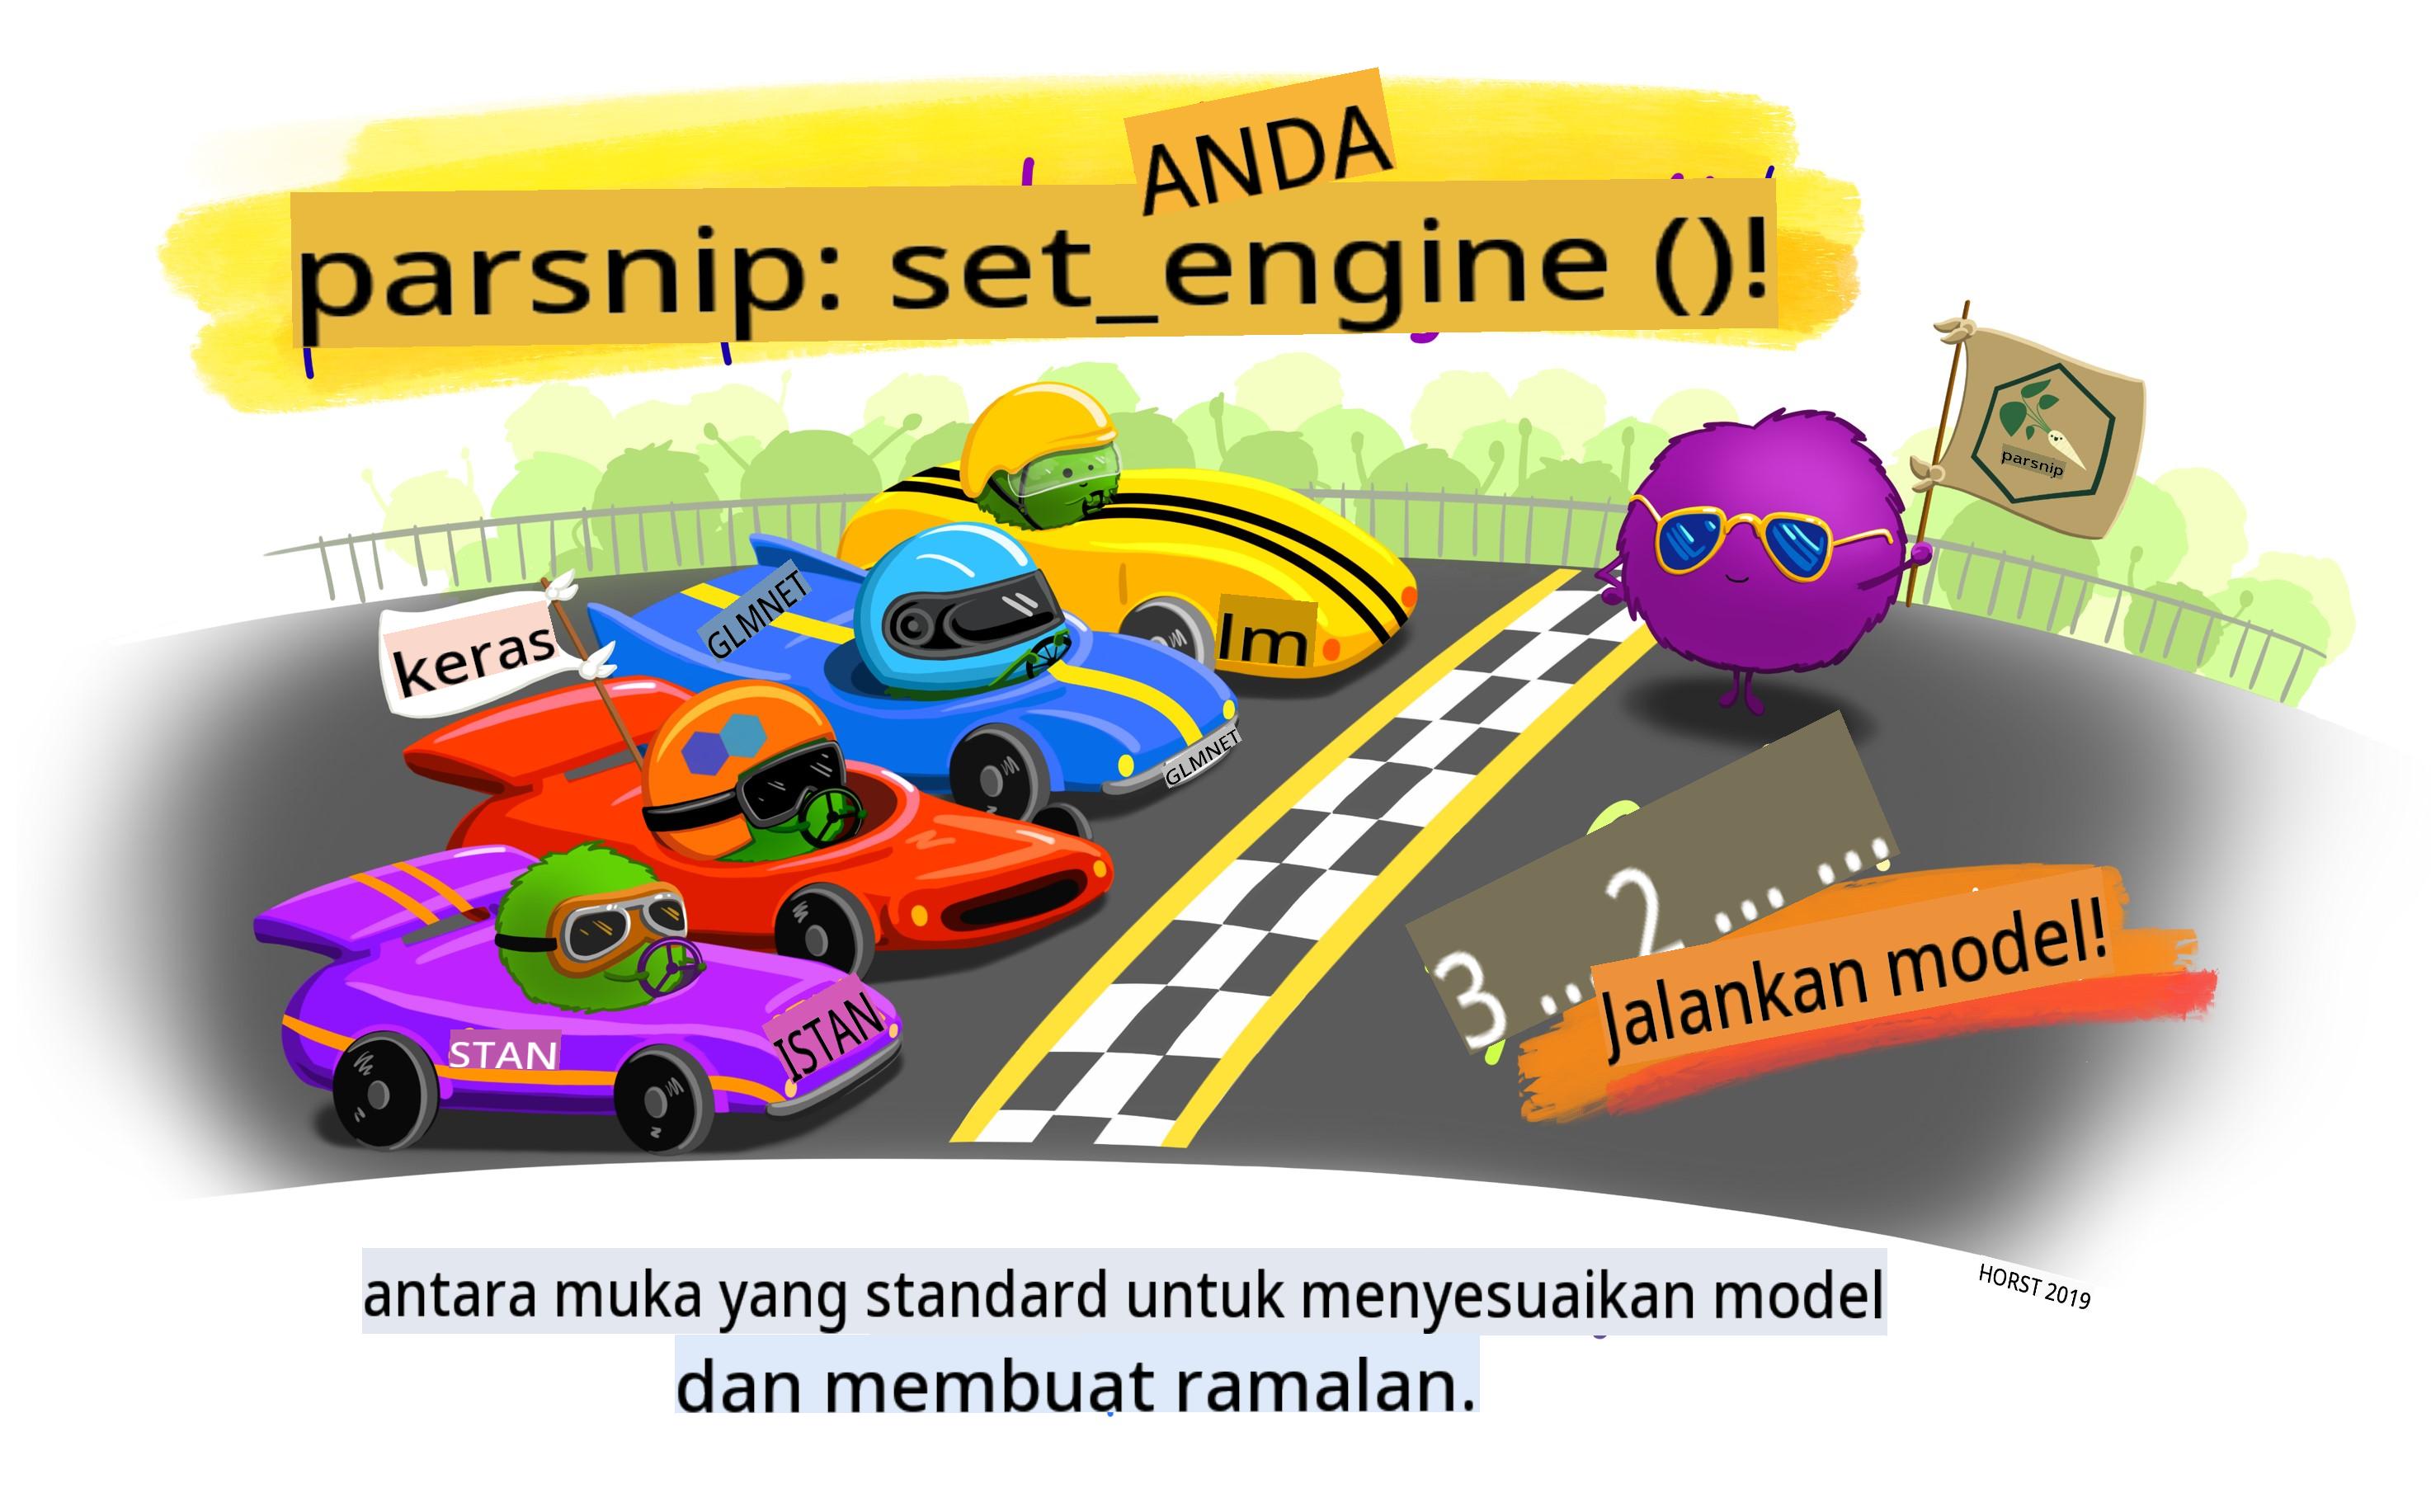 ANDA
parsnip: set_engine ()!
parsnip
keras
GLMNET
lm
GLMNET
3 ... 2 .... ....
Jalankan model!
STAN
ISTAN
antara muka yang standard untuk menyesuaikan model
dan membuat ramalan.
HORST 2019